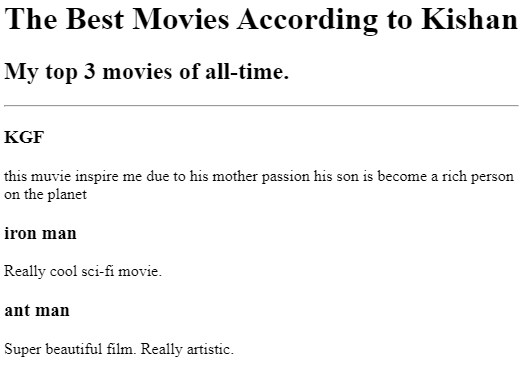 The Best Movies According to Kishan
My top 3 movies of all-time.
KGF
this muvie inspire me due to his mother passion his son is become a rich person
on the planet
iron man
Really cool sci-fi movie.
ant man
Super beautiful film. Really artistic.